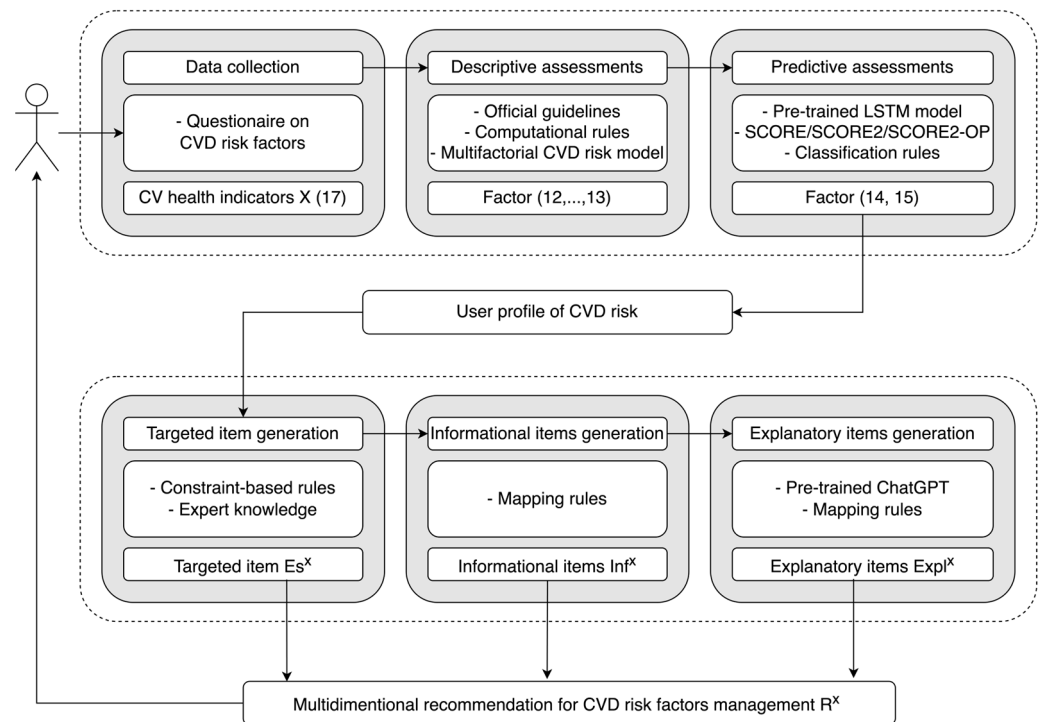 Data collection
Descriptive assessments
Predictive assessments
- Questionaire on
CVD risk factors
- Official guidelines
- Computational rules
- Multifactorial CVD risk model
- Pre-trained LSTM model
- SCORE/SCORE2/SCORE2-OP
- Classification rules
CV health indicators X (17)
Factor (12,...,13)
Factor (14, 15)
User profile of CVD risk
Targeted item generation
Informational items generation
Explanatory items generation
- Constraint-based rules
- Expert knowledge
- Mapping rules
- Pre-trained ChatGPT
- Mapping rules
Targeted item Esˣ
Informational items Infˣ
Explanatory items Explˣ
Multidimentional recommendation for CVD risk factors management Rˣ